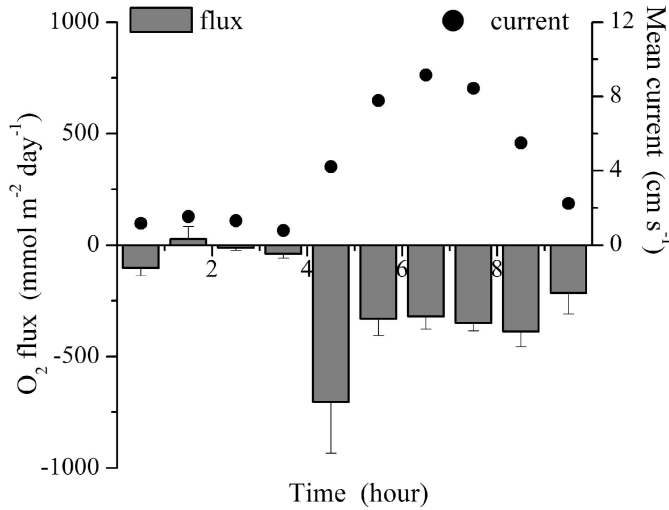 flux
current
1000
500
0
-500
-1000
O2 flux (mmol m-2 day-1)
12
8
4
0
Mean current (cm s-1)
2
4
6
8
Time (hour)